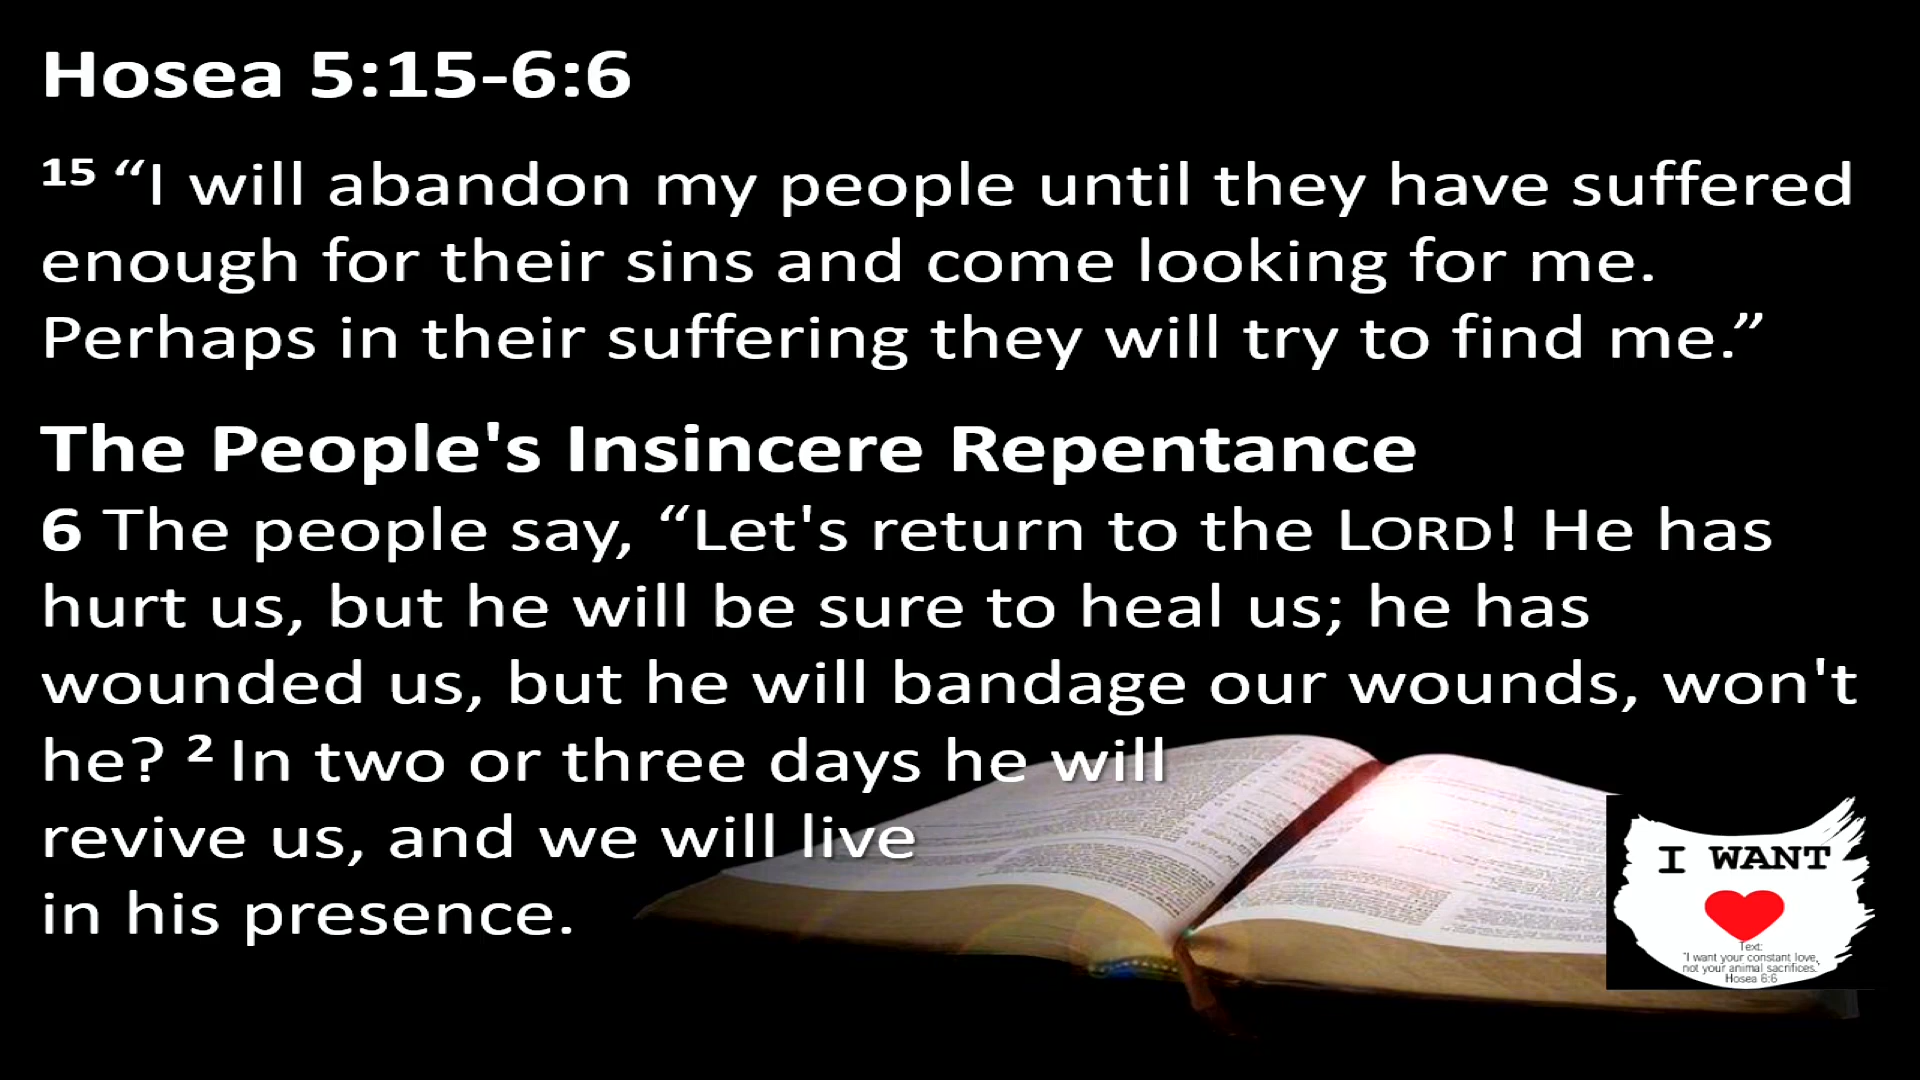 Hosea 5:15-6:6
15 “I will abandon my people until they have suffered
enough for their sins and come looking for me.
Perhaps in their suffering they will try to find me.”
The People's Insincere Repentance
6 The people say, “Let's return to the LORD! He has
hurt us, but he will be sure to heal us; he has
wounded us, but he will bandage our wounds, won't
he? 2 In two or three days he will
revive us, and we will live
in his presence.
I WANT
Text:
"I want your constant love,
not your animal sacrifices."
Hosea 6:6